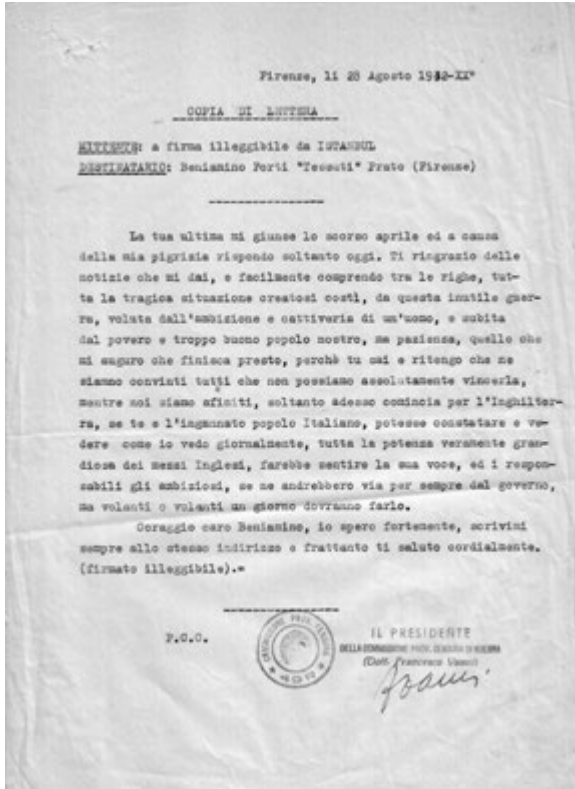 Firenze, li 28 Agosto 1942-XX°
COPIA DI LETTERA
MITTENTE: a firma illeggibile da ISTANBUL
DESTINATARIO: Beniamino Forti "Tessuti" Prato (Firenze)
La tua ultima mi giunse lo scorso aprile ed a causa
della mia pigrizia rispondo soltanto oggi. Ti ringrazio delle
notizie che mi dai, e facilmente comprendo tra le righe, tut-
ta la tragica situazione creatosi costì, da questa inutile guer-
ra, voluta dall'ambizione e cattiveria di un'uomo, e subita
dal povero e troppo buono popolo nostro, ma pazienza, quello che
mi auguro che finisca presto, perchè tu sai e ritengo che ne
siamo convinti tutti che non possiamo assolutamente vincerla,
mentre noi siamo sfiniti, soltanto adesso comincia per l'Inghilter-
ra, se te e l'ingannato popolo Italiano, potesse constatare e ve-
dere come io vedo giornalmente, tutta la potenza veramente gran-
diosa dei mezzi Inglesi, farebbe sentire la sua voce, ed i respon-
sabili gli ambiziosi, se ne andrebbero via per sempre dal governo,
ma volanti o volenti un giorno dovranno farlo.
Coraggio caro Beniamino, io spero fortemente, scrivimi
sempre allo stesso indirizzo e frattanto ti saluto cordialmente.
(firmato illeggibile).=
P.C.C.
COMMISSIONE PROV. CENSURA
IL PRESIDENTE
DELLA COMMISSIONE PROV. CENSURA DI GUERRA
(Dott. Francesco